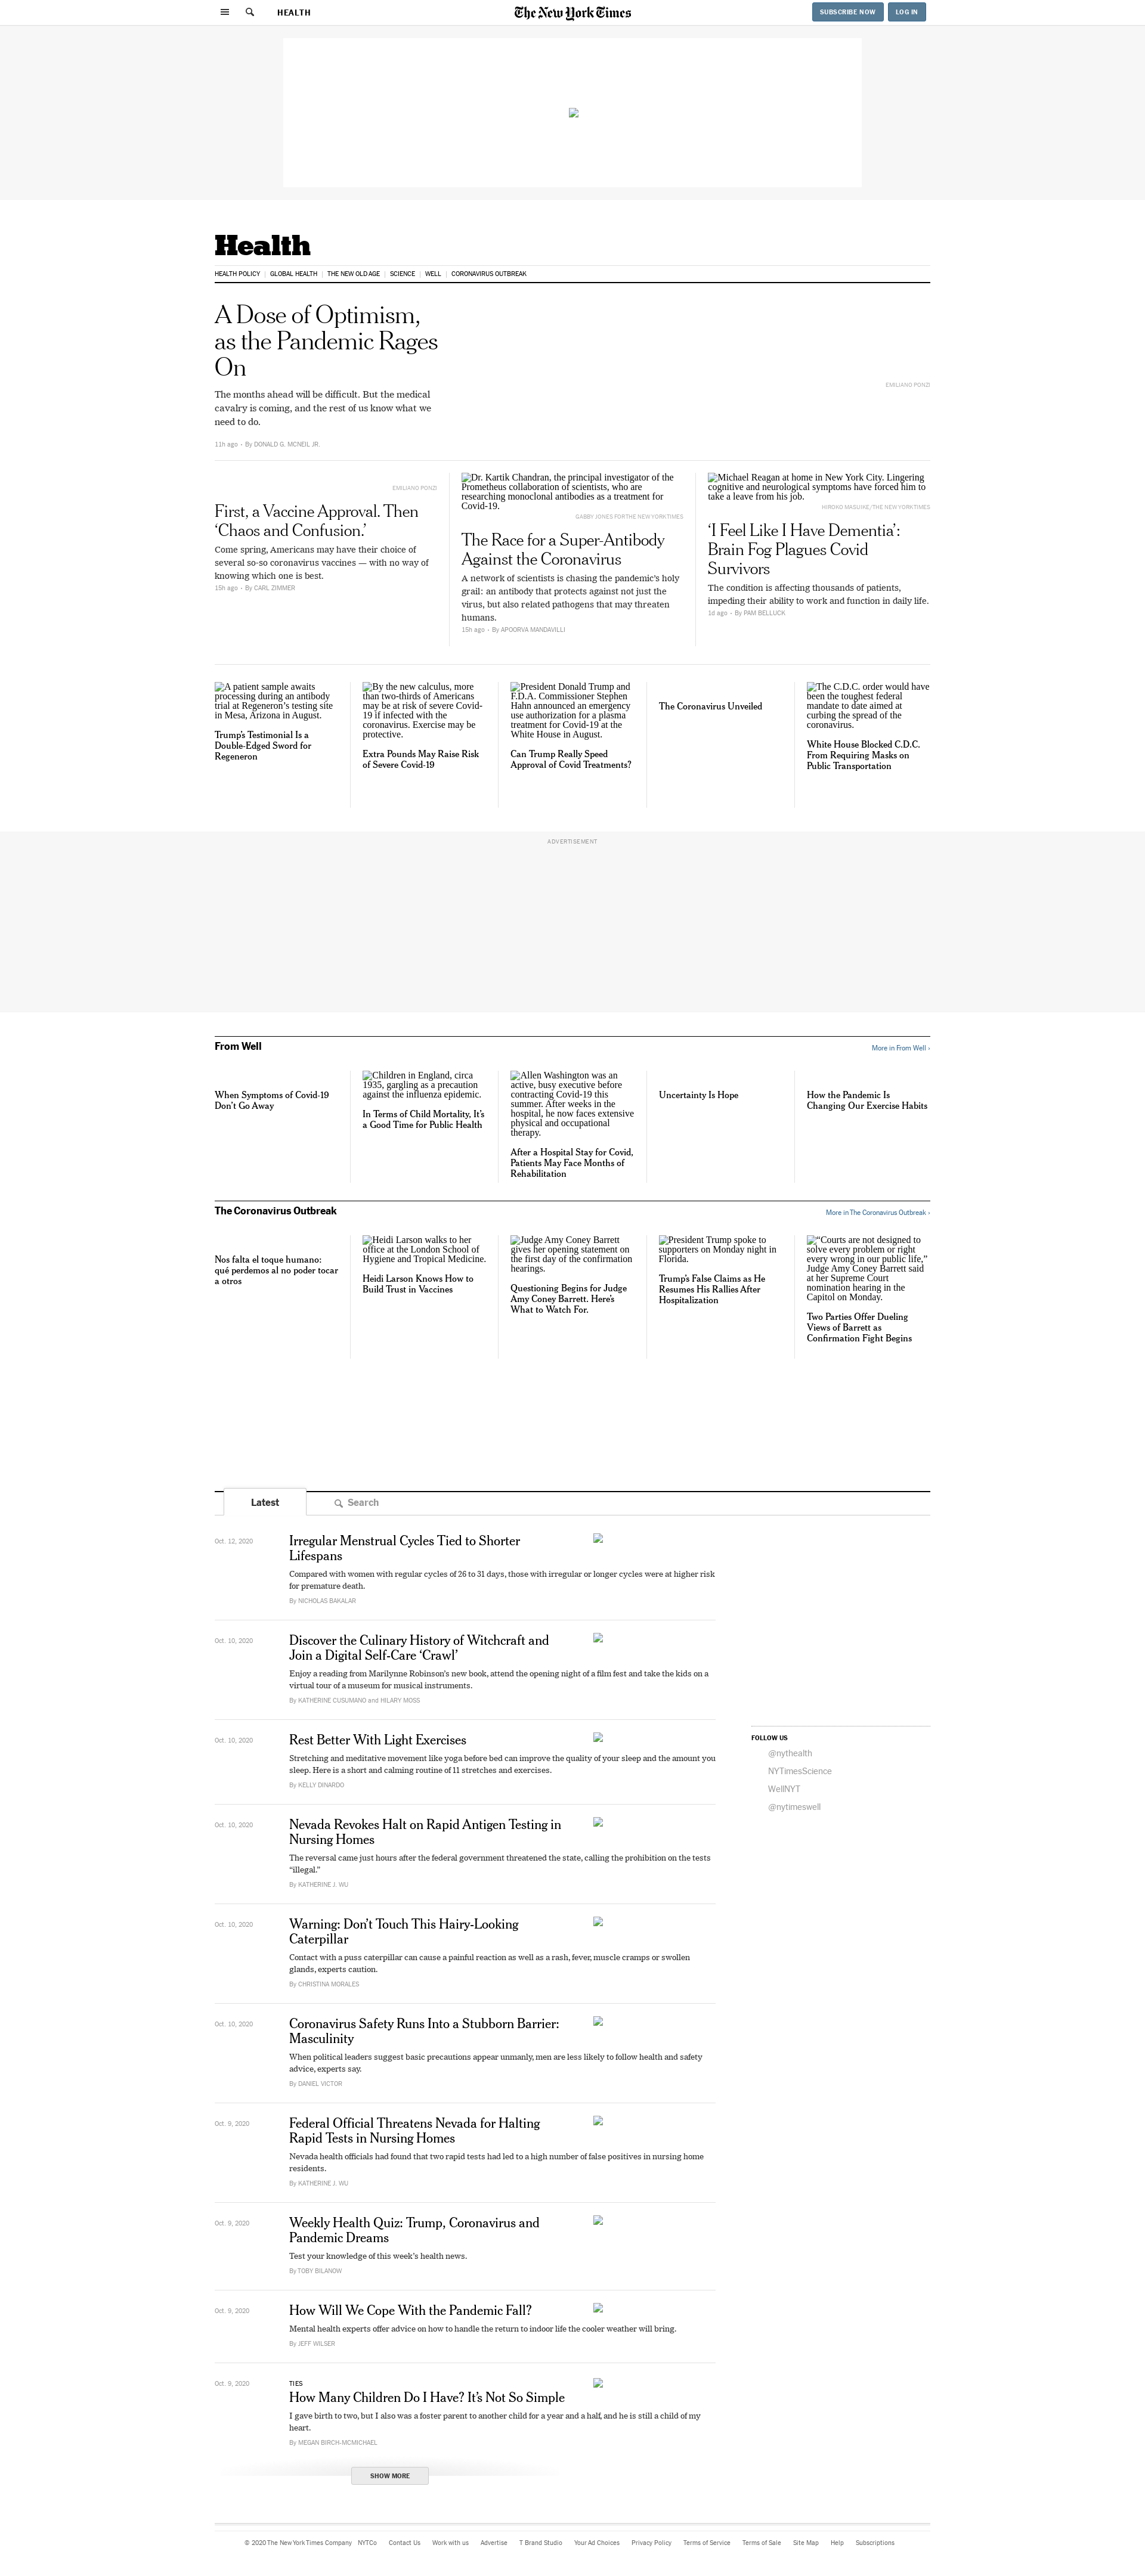 HEALTH
The New York Times
SUBSCRIBE NOW
LOG IN
Health
HEALTH POLICY
GLOBAL HEALTH
THE NEW OLD AGE
SCIENCE
WELL
CORONAVIRUS OUTBREAK
A Dose of Optimism,
as the Pandemic Rages
On
The months ahead will be difficult. But the medical
cavalry is coming, and the rest of us know what we
need to do.
11h ago • By DONALD G. MCNEIL JR.
EMILIANO PONZI
EMILIANO PONZI
First, a Vaccine Approval. Then
‘Chaos and Confusion.’
Come spring, Americans may have their choice of
several so-so coronavirus vaccines — with no way of
knowing which one is best.
15h ago • By CARL ZIMMER
Dr. Kartik Chandran, the principal investigator of the
Prometheus collaboration of scientists, who are
researching monoclonal antibodies as a treatment for
Covid-19.
GABBY JONES FOR THE NEW YORK TIMES
The Race for a Super-Antibody
Against the Coronavirus
A network of scientists is chasing the pandemic’s holy
grail: an antibody that protects against not just the
virus, but also related pathogens that may threaten
humans.
15h ago • By APOORVA MANDAVILLI
Michael Reagan at home in New York City. Lingering
cognitive and neurological symptoms have forced him to
take a leave from his job.
HIROKO MASUIKE/THE NEW YORK TIMES
‘I Feel Like I Have Dementia’:
Brain Fog Plagues Covid
Survivors
The condition is affecting thousands of patients,
impeding their ability to work and function in daily life.
1d ago • By PAM BELLUCK
A patient sample awaits
processing during an antibody
trial at Regeneron’s testing site
in Mesa, Arizona in August.
Trump’s Testimonial Is a
Double-Edged Sword for
Regeneron
By the new calculus, more
than two-thirds of Americans
may be at risk of severe Covid-
19 if infected with the
coronavirus. Exercise may be
protective.
Extra Pounds May Raise Risk
of Severe Covid-19
President Donald Trump and
F.D.A. Commissioner Stephen
Hahn announced an emergency
use authorization for a plasma
treatment for Covid-19 at the
White House in August.
Can Trump Really Speed
Approval of Covid Treatments?
The Coronavirus Unveiled
The C.D.C. order would have
been the toughest federal
mandate to date aimed at
curbing the spread of the
coronavirus.
White House Blocked C.D.C.
From Requiring Masks on
Public Transportation
ADVERTISEMENT
From Well
More in From Well ›
When Symptoms of Covid-19
Don’t Go Away
Children in England, circa
1935, gargling as a precaution
against the influenza epidemic.
In Terms of Child Mortality, It’s
a Good Time for Public Health
Allen Washington was an
active, busy executive before
contracting Covid-19 this
summer. After weeks in the
hospital, he now faces extensive
physical and occupational
therapy.
After a Hospital Stay for Covid,
Patients May Face Months of
Rehabilitation
Uncertainty Is Hope
How the Pandemic Is
Changing Our Exercise Habits
The Coronavirus Outbreak
More in The Coronavirus Outbreak ›
Nos falta el toque humano:
qué perdemos al no poder tocar
a otros
Heidi Larson walks to her
office at the London School of
Hygiene and Tropical Medicine.
Heidi Larson Knows How to
Build Trust in Vaccines
Judge Amy Coney Barrett
gives her opening statement on
the first day of the confirmation
hearings.
Questioning Begins for Judge
Amy Coney Barrett. Here’s
What to Watch For.
President Trump spoke to
supporters on Monday night in
Florida.
Trump’s False Claims as He
Resumes His Rallies After
Hospitalization
“Courts are not designed to
solve every problem or right
every wrong in our public life,”
Judge Amy Coney Barrett said
at her Supreme Court
nomination hearing in the
Capitol on Monday.
Two Parties Offer Dueling
Views of Barrett as
Confirmation Fight Begins
Latest
Search
Oct. 12, 2020
Irregular Menstrual Cycles Tied to Shorter
Lifespans
Compared with women with regular cycles of 26 to 31 days, those with irregular or longer cycles were at higher risk
for premature death.
By NICHOLAS BAKALAR
Oct. 10, 2020
Discover the Culinary History of Witchcraft and
Join a Digital Self-Care ‘Crawl’
Enjoy a reading from Marilynne Robinson’s new book, attend the opening night of a film fest and take the kids on a
virtual tour of a museum for musical instruments.
By KATHERINE CUSUMANO and HILARY MOSS
Oct. 10, 2020
Rest Better With Light Exercises
Stretching and meditative movement like yoga before bed can improve the quality of your sleep and the amount you
sleep. Here is a short and calming routine of 11 stretches and exercises.
By KELLY DINARDO
FOLLOW US
@nythealth
NYTimesScience
WellNYT
@nytimeswell
Oct. 10, 2020
Nevada Revokes Halt on Rapid Antigen Testing in
Nursing Homes
The reversal came just hours after the federal government threatened the state, calling the prohibition on the tests
“illegal.”
By KATHERINE J. WU
Oct. 10, 2020
Warning: Don’t Touch This Hairy-Looking
Caterpillar
Contact with a puss caterpillar can cause a painful reaction as well as a rash, fever, muscle cramps or swollen
glands, experts caution.
By CHRISTINA MORALES
Oct. 10, 2020
Coronavirus Safety Runs Into a Stubborn Barrier:
Masculinity
When political leaders suggest basic precautions appear unmanly, men are less likely to follow health and safety
advice, experts say.
By DANIEL VICTOR
Oct. 9, 2020
Federal Official Threatens Nevada for Halting
Rapid Tests in Nursing Homes
Nevada health officials had found that two rapid tests had led to a high number of false positives in nursing home
residents.
By KATHERINE J. WU
Oct. 9, 2020
Weekly Health Quiz: Trump, Coronavirus and
Pandemic Dreams
Test your knowledge of this week’s health news.
By TOBY BILANOW
Oct. 9, 2020
How Will We Cope With the Pandemic Fall?
Mental health experts offer advice on how to handle the return to indoor life the cooler weather will bring.
By JEFF WILSER
Oct. 9, 2020
TIES
How Many Children Do I Have? It’s Not So Simple
I gave birth to two, but I also was a foster parent to another child for a year and a half, and he is still a child of my
heart.
By MEGAN BIRCH-MCMICHAEL
SHOW MORE
© 2020 The New York Times Company NYTCo Contact Us Work with us Advertise T Brand Studio Your Ad Choices Privacy Policy Terms of Service Terms of Sale Site Map Help Subscriptions